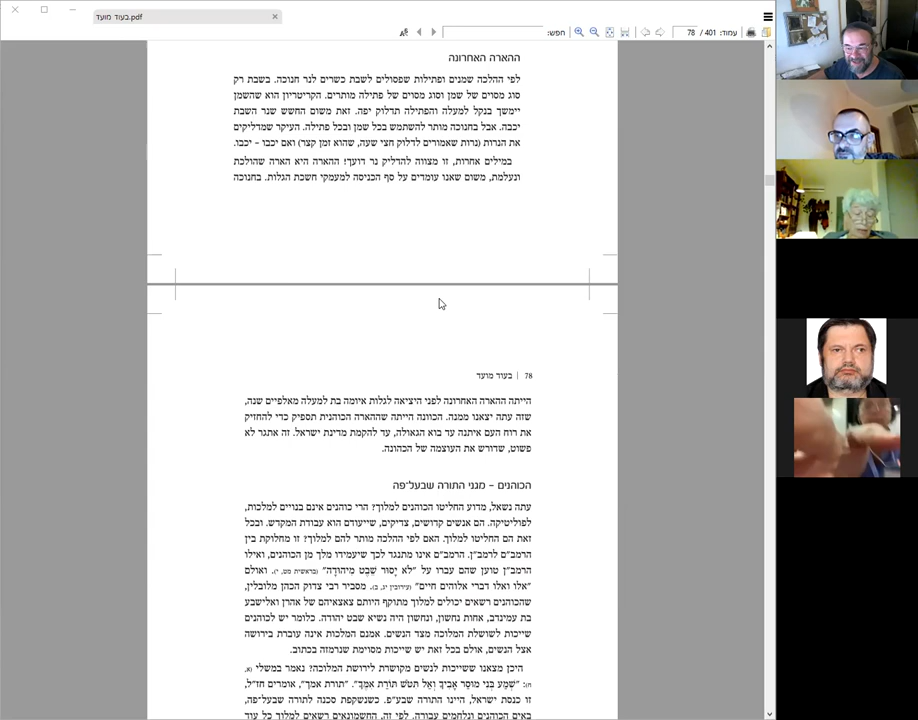 בעוד מועד.pdf
עמוד: 78 / 401
חפש:
ההארה האחרונה
לפי ההלכה שמנים ופתילות שפסולים לשבת כשרים לנר חנוכה. בשבת רק
סוג מסוים של שמן וסוג מסוים של פתילה מותרים. הקריטריון הוא שהשמן
יימשך בנקל למעלה והפתילה תדלוק יפה. זאת משום החשש שנר השבת
יכבה. אבל בחנוכה מותר להשתמש בכל שמן ובכל פתילה. העיקר שמדליקים
את הנרות (נרות שאמורים לדלוק חצי שעה, שהוא זמן קצר) ואם יכבו – יכבו.
במילים אחרות, זו מצווה להדליק נר דועך! ההארה היא הארה שהולכת
ונעלמת, משום שאנו עומדים על סף הכניסה למעמקי חשכת הגלות. בחנוכה
78 | בעוד מועד
הייתה ההארה האחרונה לפני היציאה לגלות איומה בת למעלה מאלפיים שנה,
שזה עתה יצאנו ממנה. הכוונה הייתה שההארה הכוהנית תספיק כדי להחזיק
את רוח העם איתנה עד בוא הגאולה, עד להקמת מדינת ישראל. זה אתגר לא
פשוט, שדורש את העוצמה של הכהונה.
הכוהנים – מגני התורה שבעל־פה
עתה נשאל, מדוע החליטו הכוהנים למלוך? הרי כוהנים אינם בנויים למלכות,
לפוליטיקה. הם אנשים קדושים, צדיקים, שייעודם הוא עבודת המקדש. ובכל
זאת הם החליטו למלוך. האם לפי ההלכה מותר להם למלוך? זו מחלוקת בין
הרמב"ם לרמב"ן. הרמב"ם אינו מתנגד לכך שיעמידו מלך מן הכוהנים, ואילו
הרמב"ן טוען שהם עברו על "לֹא יָסוּר שֵׁבֶט מִיהוּדָה" (בראשית מט, י). ואולם
"אלו ואלו דברי אלוהים חיים" (עירובין יג, ב). מסביר רבי צדוק הכהן מלובלין,
שהכוהנים רשאים יכולים למלוך מתוקף היותם צאצאיהם של אהרן ואלישבע
בת עמינדב, אחות נחשון, ונחשון היה נשיא שבט יהודה. כלומר יש לכוהנים
שייכות לשושלת המלוכה מצד הנשים. אמנם המלכות אינה עוברת בירושה
אצל הנשים, אולם בכל זאת יש שייכות מסוימת שנרמזה בכתוב.
היכן מצאנו ששייכות לנשים מקושרת לירושת המלוכה? נאמר במשלי (א,
ח): "שְׁמַע בְּנִי מוּסַר אָבִיךָ וְאַל תִּטֹּשׁ תּוֹרַת אִמֶּךָ". "תורת אמך", אומרים חז"ל,
זו כנסת ישראל, היינו התורה שבע"פ. כשנשקפת סכנה לתורה שבעל־פה,
באים הכוהנים ונלחמים עבורה. לפי זה, החשמונאים רשאים למלוך כל עוד